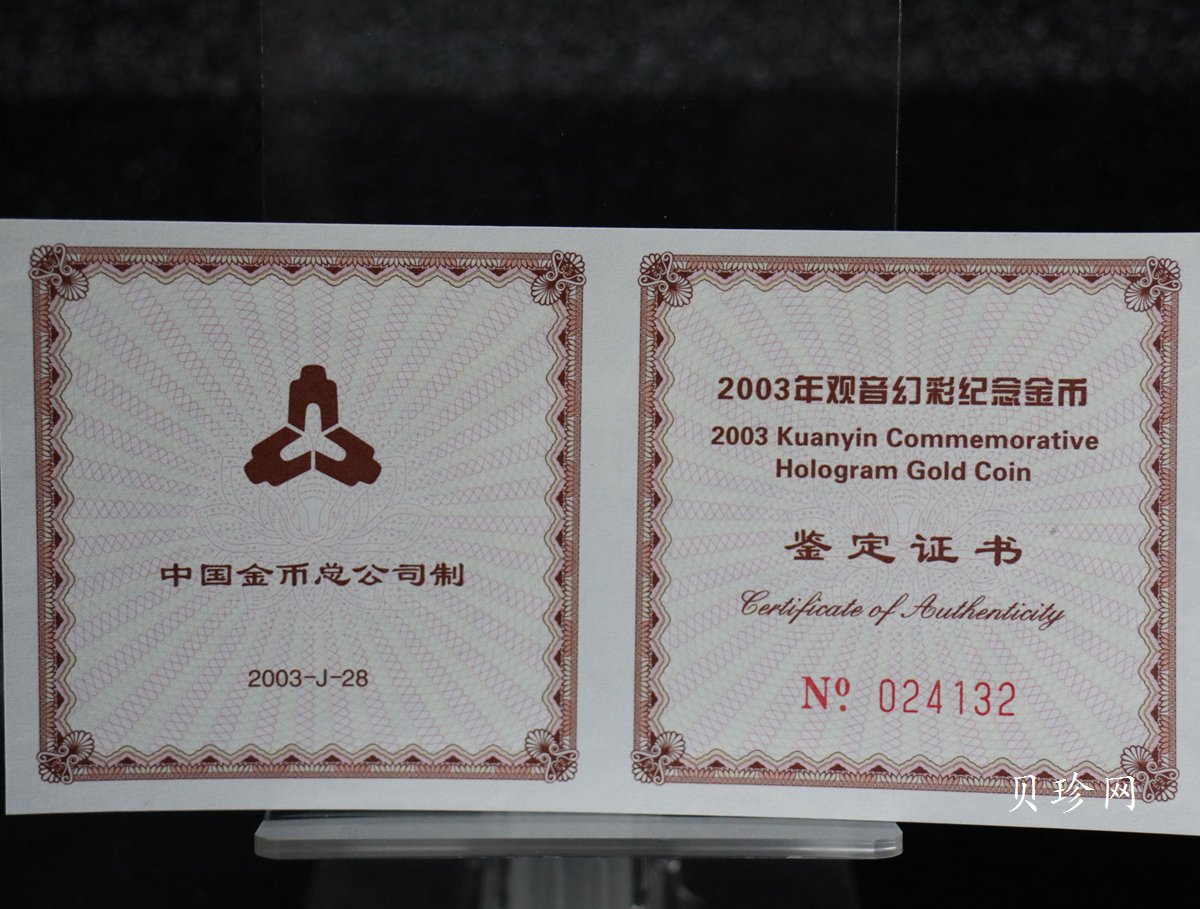 中国金币总公司制
2003-J-28
2003年观音幻彩纪念金币
2003 Kuanyin Commemorative
Hologram Gold Coin
鉴定证书
Certificate of Authenticity
Nº 024132
贝珍网